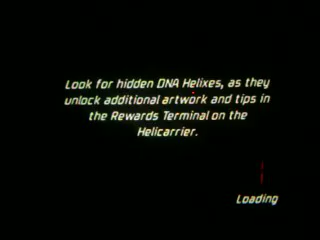 Look for hidden DNA Helixes, as they
unlock additional artwork and tips in
the Rewards Terminal on the
Helicarrier.
Loading